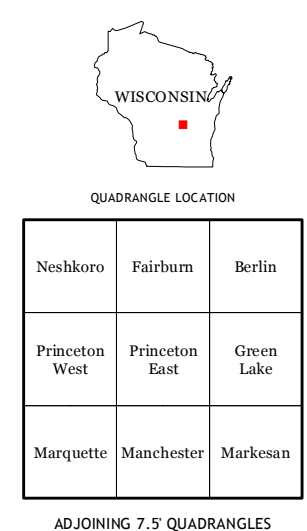 WISCONSIN
QUADRANGLE LOCATION
Neshkoro Fairburn Berlin
Princeton West Princeton East Green Lake
Marquette Manchester Markesan
ADJOINING 7.5' QUADRANGLES